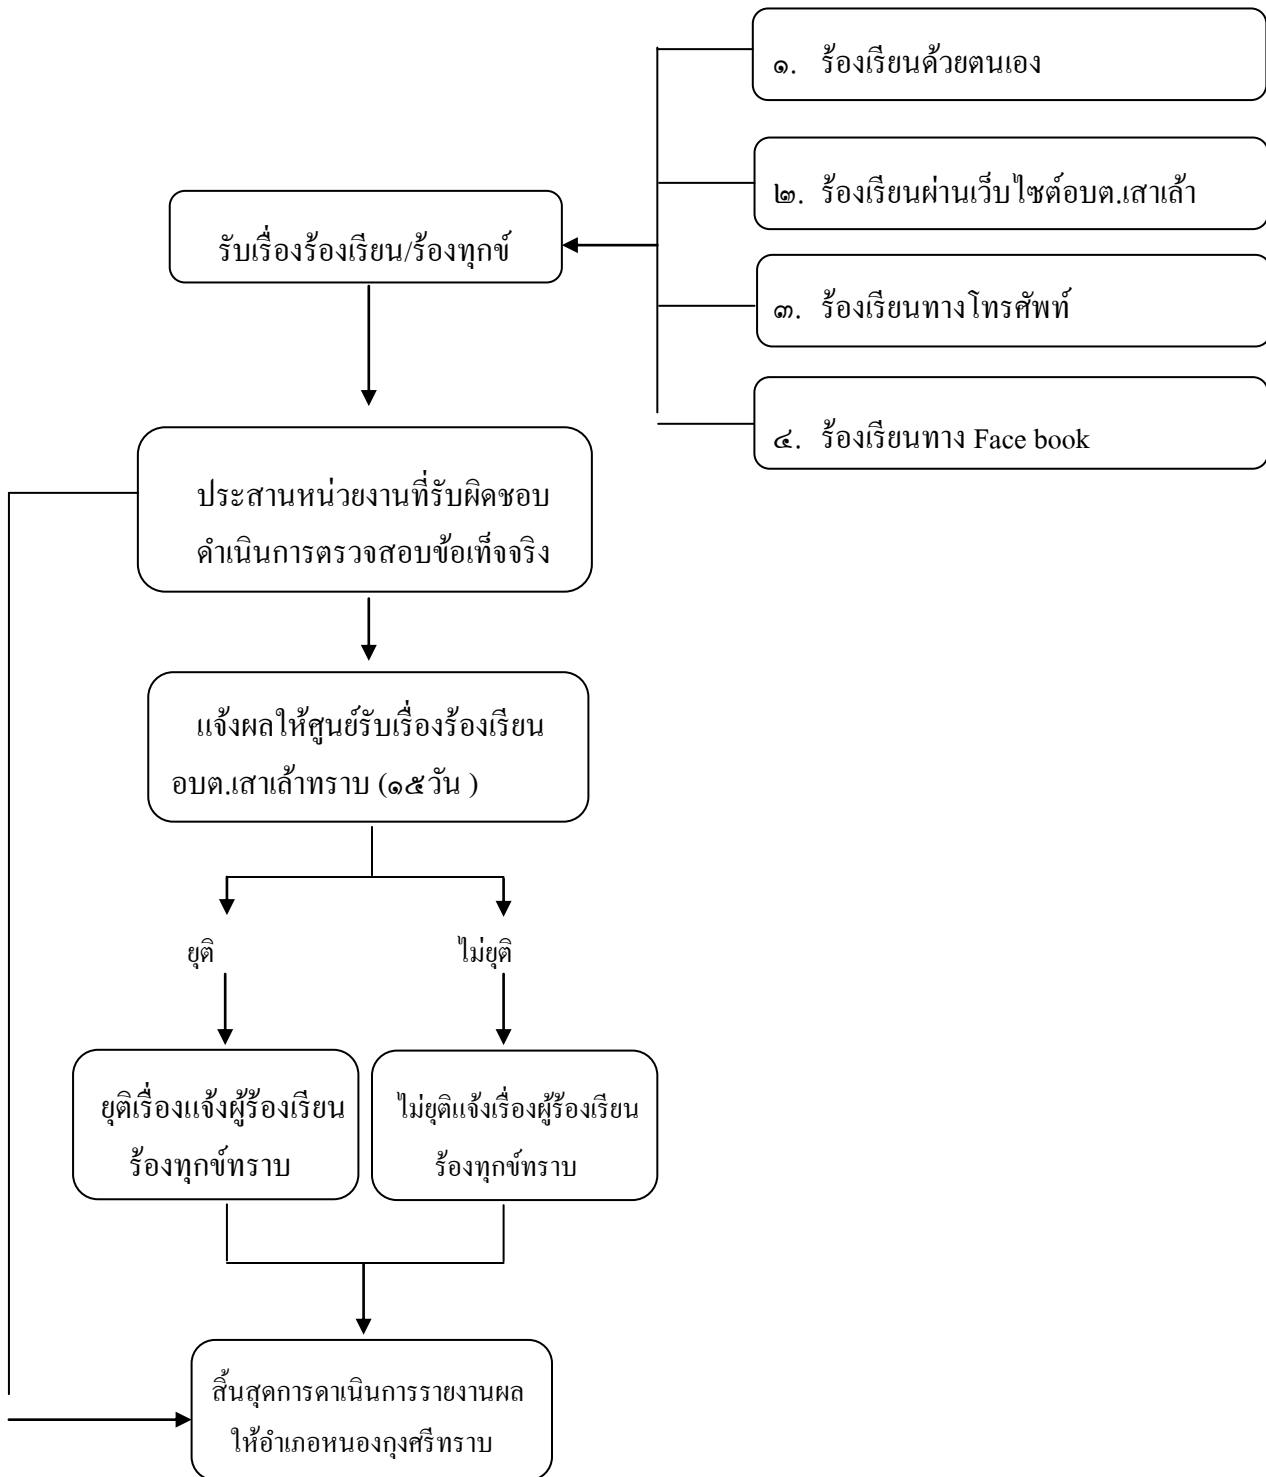 ๑. ร้องเรียนด้วยตนเอง
๒. ร้องเรียนผ่านเว็บไซต์อบต.เสาเล้า
รับเรื่องร้องเรียน/ร้องทุกข์
๓. ร้องเรียนทางโทรศัพท์
๔. ร้องเรียนทาง Face book
ประสานหน่วยงานที่รับผิดชอบ
ดำเนินการตรวจสอบข้อเท็จจริง
แจ้งผลให้ศูนย์รับเรื่องร้องเรียน
อบต.เสาเล้าทราบ (๑๕วัน )
ยุติ
ไม่ยุติ
ยุติเรื่องแจ้งผู้ร้องเรียน
ร้องทุกข์ทราบ
ไม่ยุติแจ้งเรื่องผู้ร้องเรียน
ร้องทุกข์ทราบ
สิ้นสุดการดาเนินการรายงานผล
ให้อำเภอหนองกุงศรีทราบ